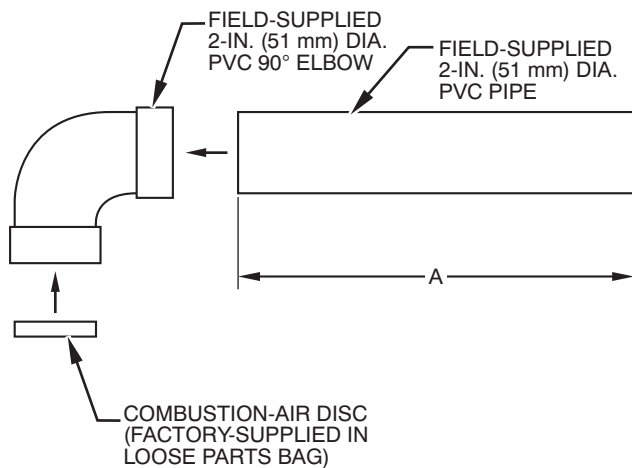 FIELD-SUPPLIED
2-IN. (51 mm) DIA.
PVC 90° ELBOW
FIELD-SUPPLIED
2-IN. (51 mm) DIA.
PVC PIPE
A
COMBUSTION-AIR DISC
(FACTORY-SUPPLIED IN
LOOSE PARTS BAG)